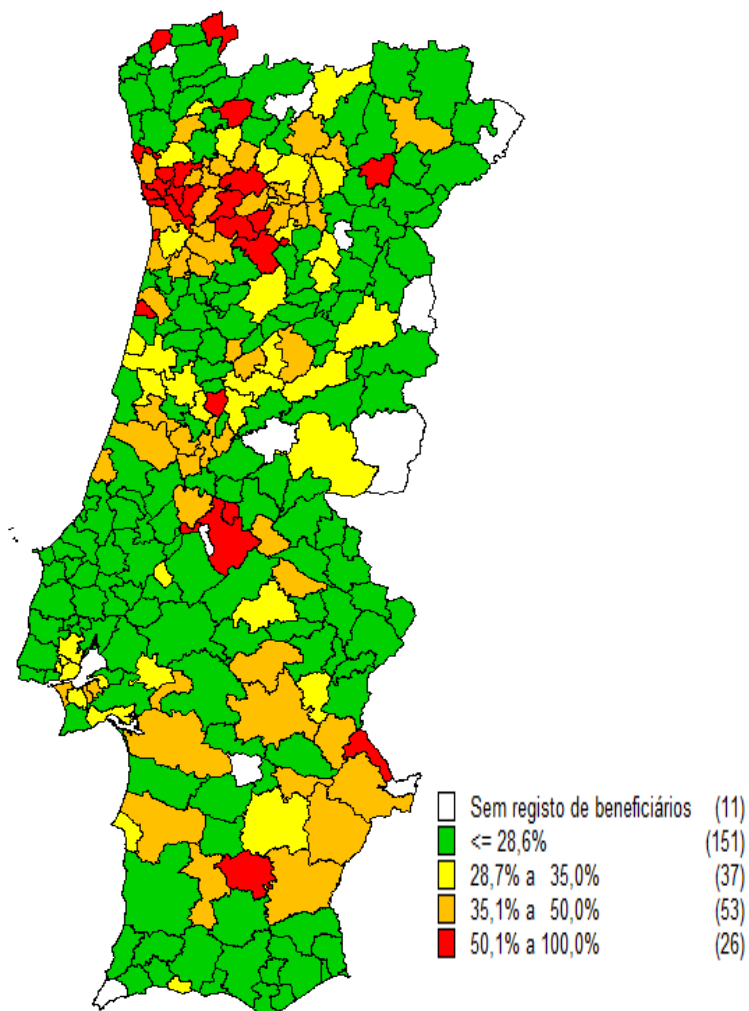 Sem registo de beneficiários (11)
<= 28,6% (151)
28,7% a 35,0% (37)
35,1% a 50,0% (53)
50,1% a 100,0% (26)